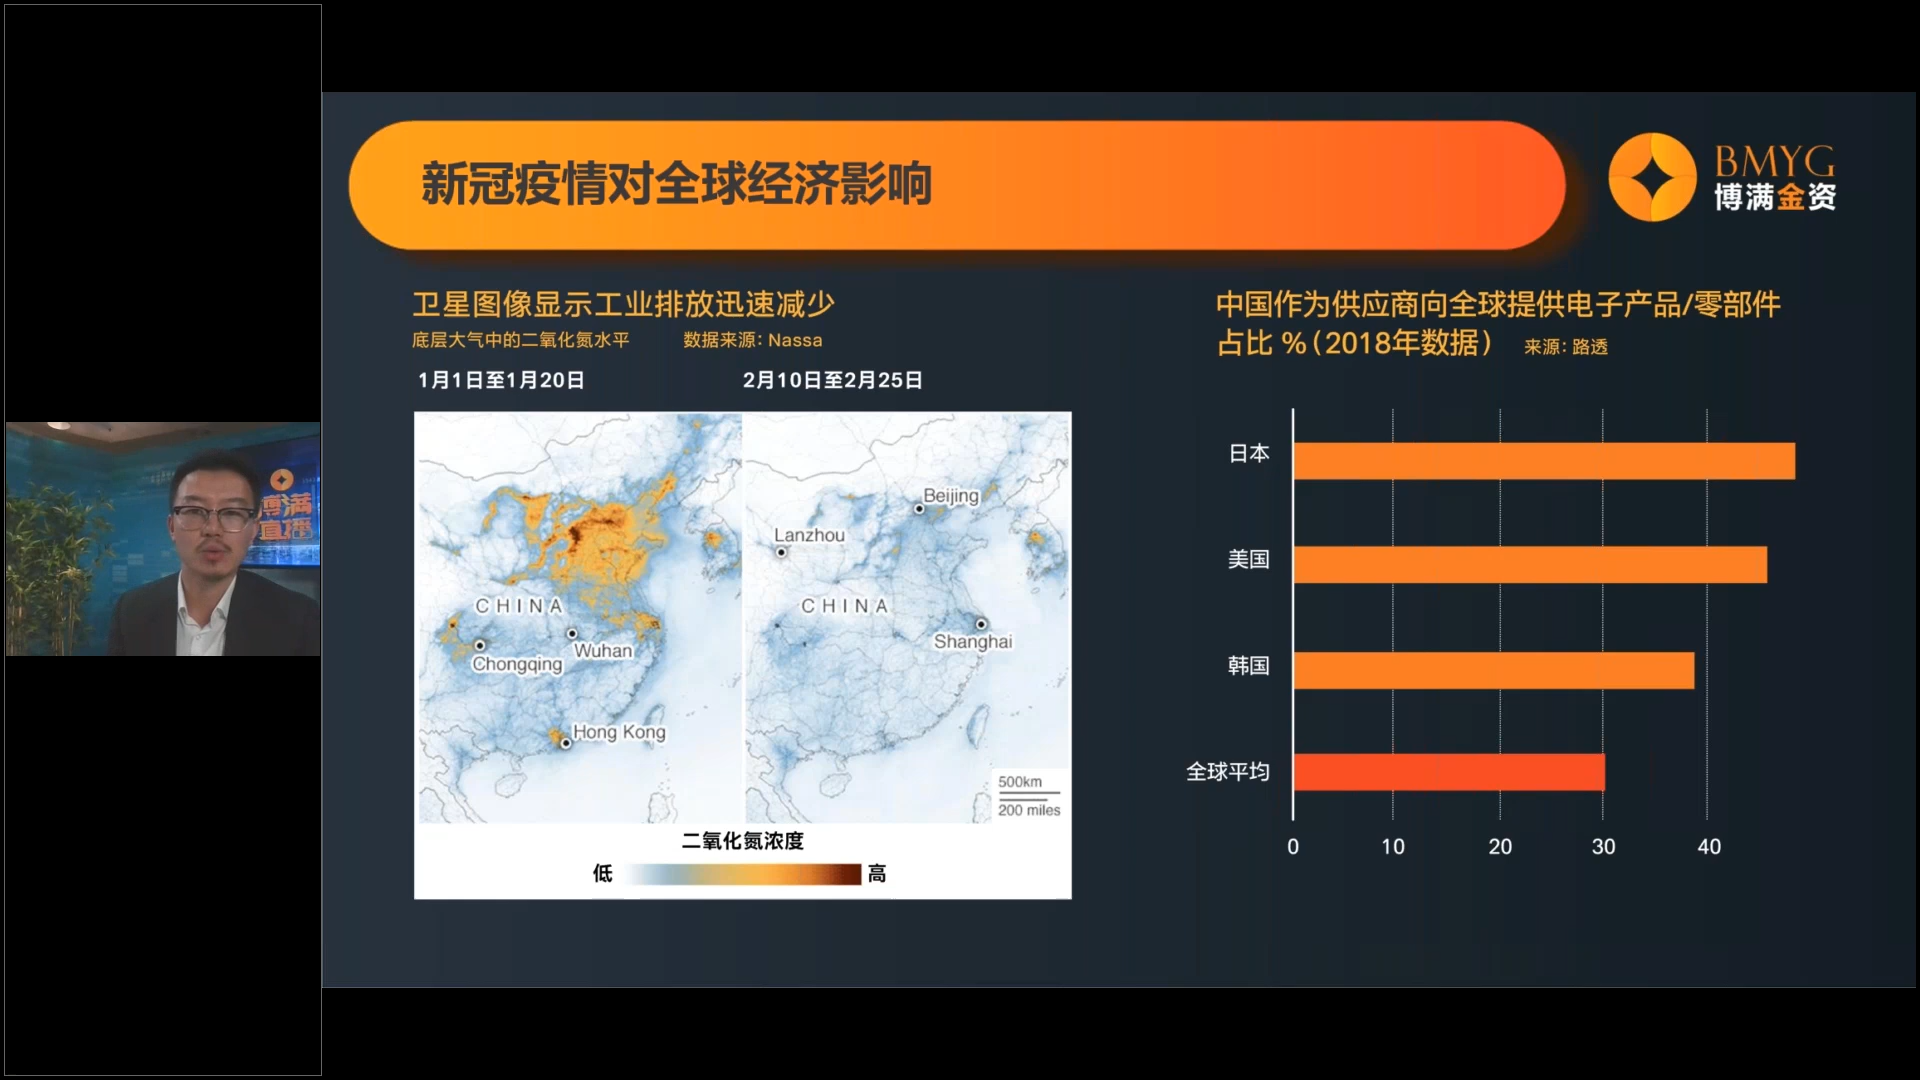 新冠疫情对全球经济影响
BMYG
博满金资
卫星图像显示工业排放迅速减少
底层大气中的二氧化氮水平 数据来源：Nassa
1月1日至1月20日 2月10日至2月25日
CHINA
Chongqing
Wuhan
Hong Kong
Beijing
Lanzhou
CHINA
Shanghai
500km
200 miles
二氧化氮浓度
低 高
中国作为供应商向全球提供电子产品/零部件
占比 %（2018年数据） 来源：路透
日本
美国
韩国
全球平均
0 10 20 30 40
博满
直播